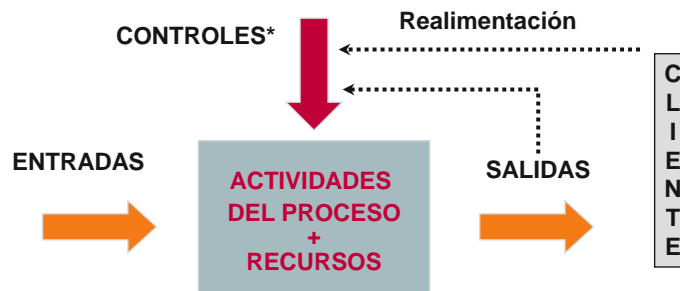 Realimentación
CONTROLES*
ENTRADAS
ACTIVIDADES
DEL PROCESO
+
RECURSOS
SALIDAS
C
L
I
E
N
T
E